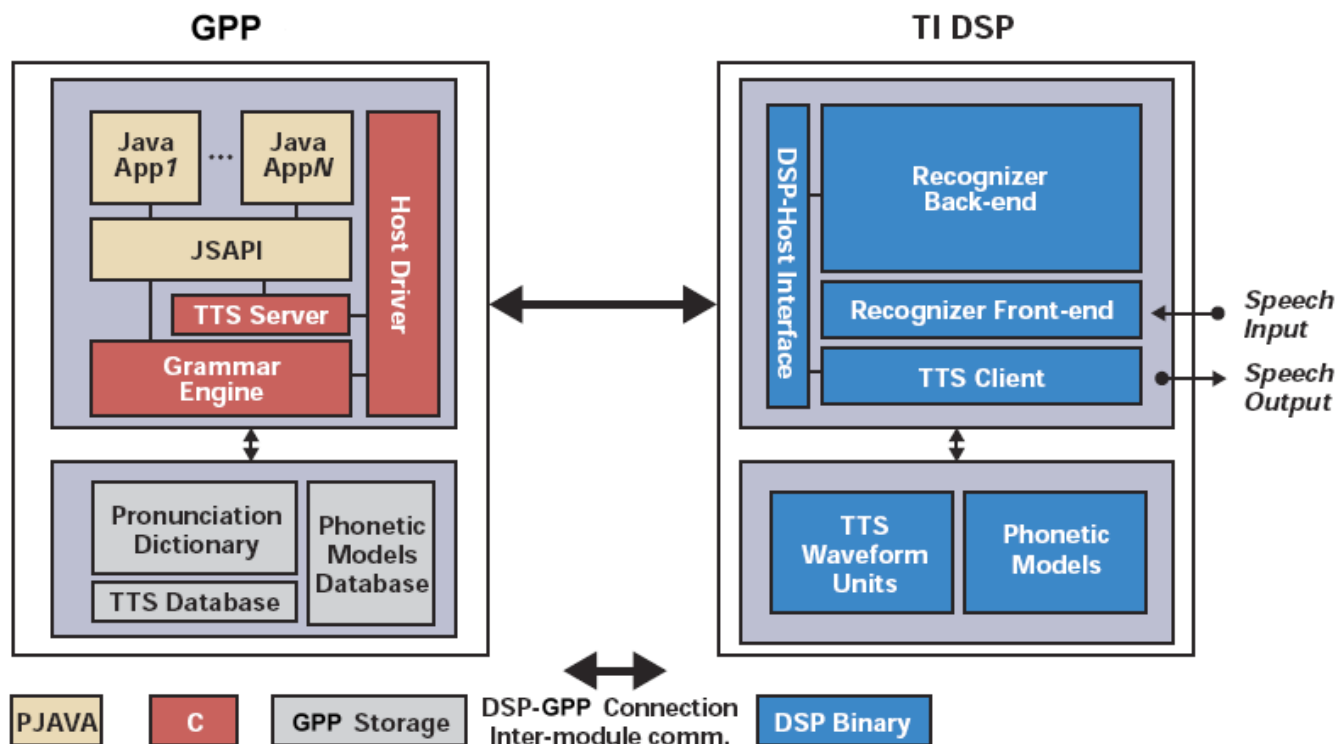 GPP
TI DSP
Java
App1
...
Java
AppN
Host Driver
JSAPI
TTS Server
Grammar
Engine
Pronunciation
Dictionary
TTS Database
Phonetic
Models
Database
DSP-Host Interface
Recognizer
Back-end
Recognizer Front-end
TTS Client
Speech
Input
Speech
Output
TTS
Waveform
Units
Phonetic
Models
PJAVA
C
GPP Storage
DSP-GPP Connection
Inter-module comm.
DSP Binary